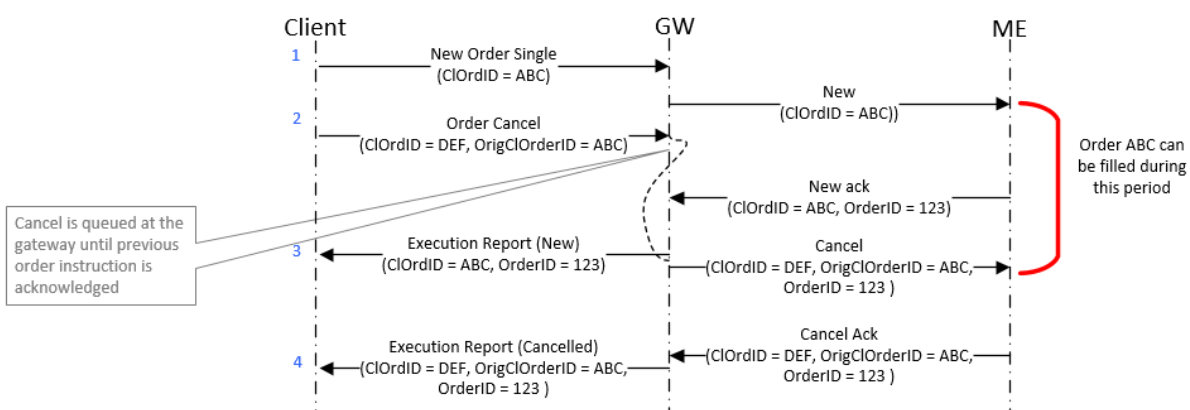 Client
GW
ME
1
New Order Single
(ClOrdID = ABC)
New
(ClOrdID = ABC))
2
Order Cancel
(ClOrdID = DEF, OrigClOrderID = ABC)
Order ABC can
be filled during
this period
New ack
(ClOrdID = ABC, OrderID = 123)
Cancel is queued at the
gateway until previous
order instruction is
acknowledged
3
Execution Report (New)
(ClOrdID = ABC, OrderID = 123)
Cancel
(ClOrdID = DEF, OrigClOrderID = ABC,
OrderID = 123 )
Cancel Ack
(ClOrdID = DEF, OrigClOrderID = ABC,
OrderID = 123 )
4
Execution Report (Cancelled)
(ClOrdID = DEF, OrigClOrderID = ABC,
OrderID = 123 )